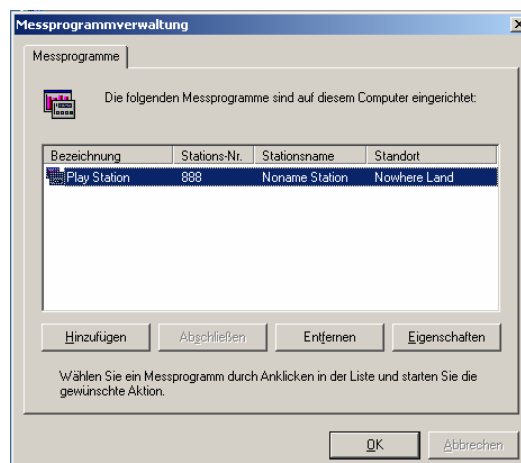 Messprogrammverwaltung
Messprogramme
Die folgenden Messprogramme sind auf diesem Computer eingerichtet:
Bezeichnung Stations-Nr. Stationsname Standort
Play Station 888 Noname Station Nowhere Land
Hinzufügen Abschließen Entfernen Eigenschaften
Wählen Sie ein Messprogramm durch Anklicken in der Liste und starten Sie die
gewünschte Aktion.
OK Abbrechen